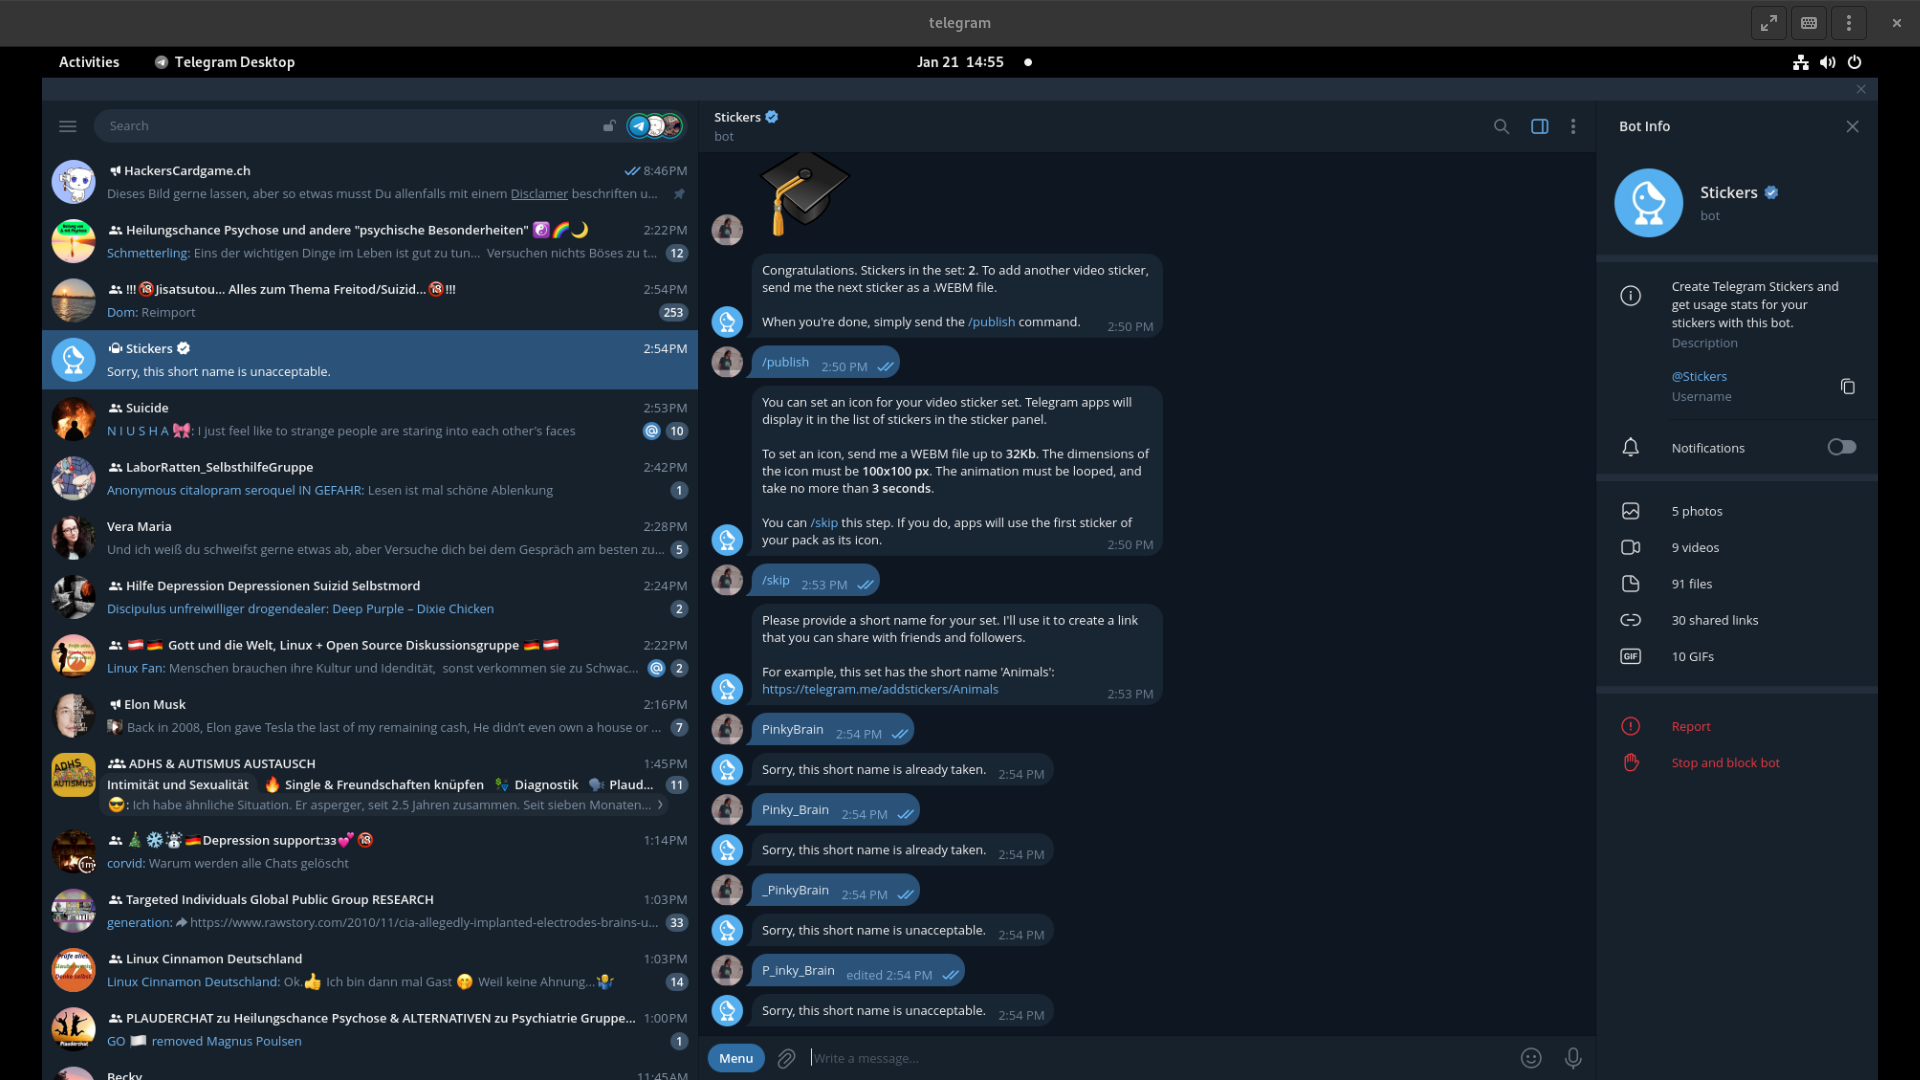 telegram
Activities
Telegram Desktop
Jan 21 14:55
Search
HackersCardgame.ch
8:46PM
Dieses Bild gerne lassen, aber so etwas musst Du allenfalls mit einem Disclamer beschriften u...
Heilungschance Psychose und andere "psychische Besonderheiten"
2:22PM
Schmetterling: Eins der wichtigen Dinge im Leben ist gut zu tun... Versuchen nichts Böses zu t...
12
!!!🔞Jisatsutou... Alles zum Thema Freitod/Suizid...🔞!!!
2:54PM
Dom: Reimport
253
Stickers
2:54PM
Sorry, this short name is unacceptable.
Suicide
2:53PM
N I U S H A 🎀: I just feel like to strange people are staring into each other's faces
@ 10
LaborRatten_SelbsthilfeGruppe
2:42PM
Anonymous citalopram seroquel IN GEFAHR: Lesen ist mal schöne Ablenkung
1
Vera Maria
2:28PM
Und ich weiß du schweifst gerne etwas ab, aber Versuche dich bei dem Gespräch am besten zu...
5
Hilfe Depression Depressionen Suizid Selbstmord
2:24PM
Discipulus unfreiwilliger drogendealer: Deep Purple – Dixie Chicken
2
Gott und die Welt, Linux + Open Source Diskussionsgruppe
2:22PM
Linux Fan: Menschen brauchen ihre Kultur und Idendität, sonst verkommen sie zu Schwac...
@ 2
Elon Musk
2:16PM
Back in 2008, Elon gave Tesla the last of my remaining cash, He didn't even own a house or ...
7
ADHS & AUTISMUS AUSTAUSCH
1:45PM
Intimität und Sexualität 🔥 Single & Freundschaften knüpfen Diagnostik Plaud...
11
😎: Ich habe ähnliche Situation. Er asperger, seit 2.5 Jahren zusammen. Seit sieben Monaten...
Depression support:зз💕🔞
1:14PM
corvid: Warum werden alle Chats gelöscht
1m
Targeted Individuals Global Public Group RESEARCH
1:03PM
generation: https://www.rawstory.com/2010/11/cia-allegedly-implanted-electrodes-brains-u...
33
Linux Cinnamon Deutschland
1:03PM
Linux Cinnamon Deutschland: Ok.👍 Ich bin dann mal Gast 🤭 Weil keine Ahnung...
14
PLAUDERCHAT zu Heilungschance Psychose & ALTERNATIVEN zu Psychiatrie Gruppe...
1:00PM
GO 🏳 removed Magnus Poulsen
1
Becky
11:45AM
ADHS
AUTISMUS
Stickers
bot
Congratulations. Stickers in the set: 2. To add another video sticker,
send me the next sticker as a .WEBM file.
When you're done, simply send the /publish command.
2:50 PM
/publish 2:50 PM
You can set an icon for your video sticker set. Telegram apps will
display it in the list of stickers in the sticker panel.
To set an icon, send me a WEBM file up to 32Kb. The dimensions of
the icon must be 100x100 px. The animation must be looped, and
take no more than 3 seconds.
You can /skip this step. If you do, apps will use the first sticker of
your pack as its icon.
2:50 PM
/skip 2:53 PM
Please provide a short name for your set. I'll use it to create a link
that you can share with friends and followers.
For example, this set has the short name 'Animals':
https://telegram.me/addstickers/Animals
2:53 PM
PinkyBrain 2:54 PM
Sorry, this short name is already taken. 2:54 PM
Pinky_Brain 2:54 PM
Sorry, this short name is already taken. 2:54 PM
_PinkyBrain 2:54 PM
Sorry, this short name is unacceptable. 2:54 PM
P_inky_Brain edited 2:54 PM
Sorry, this short name is unacceptable. 2:54 PM
Menu
Write a message...
Bot Info
Stickers
bot
Create Telegram Stickers and
get usage stats for your
stickers with this bot.
Description
@Stickers
Username
Notifications
5 photos
9 videos
91 files
30 shared links
GIF
10 GIFs
Report
Stop and block bot